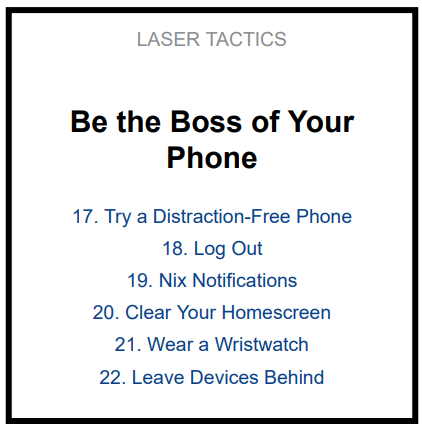 LASER TACTICS
Be the Boss of Your
Phone
17. Try a Distraction-Free Phone
18. Log Out
19. Nix Notifications
20. Clear Your Homescreen
21. Wear a Wristwatch
22. Leave Devices Behind